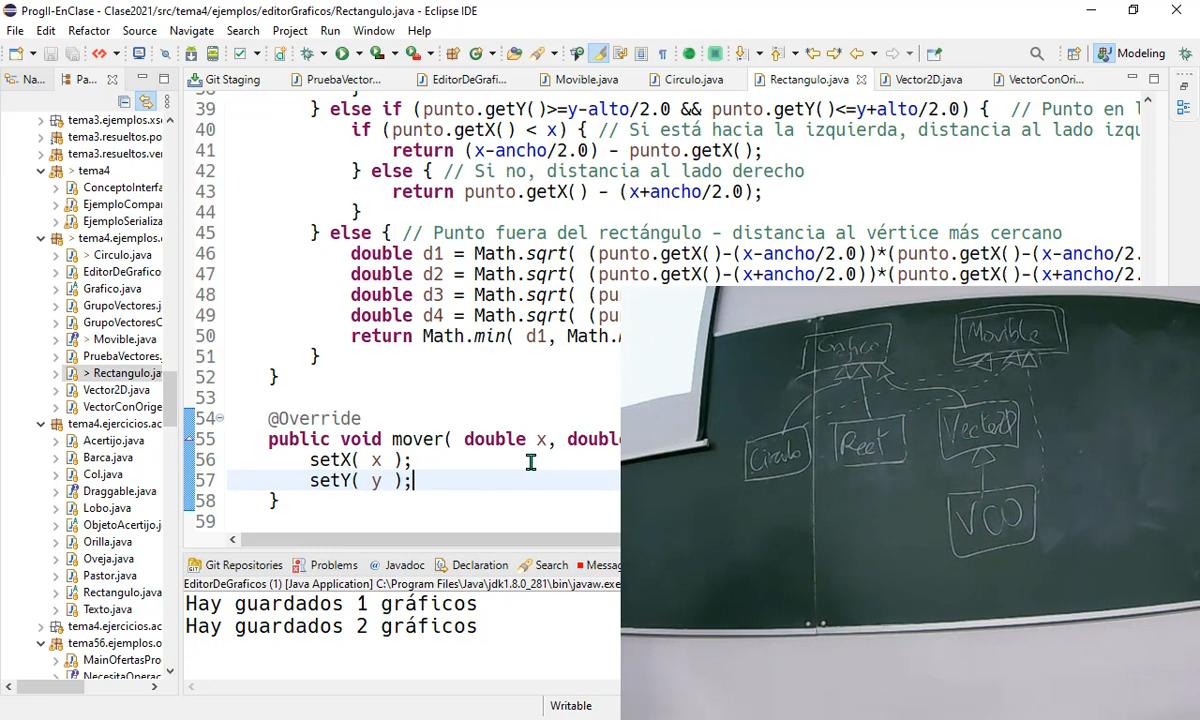 ProgII-EnClase - Clase2021/src/tema4/ejemplos/editorGraficos/Rectangulo.java - Eclipse IDE
File Edit Refactor Source Navigate Search Project Run Window Help
Modeling
Na... Pa... Git Staging PruebaVector... EditorDeGrafi... Movible.java Circulo.java Rectangulo.java Vector2D.java VectorConOri...
tema3.ejemplos.xse
tema3.resueltos.po
tema3.resueltos.ver
> tema4
ConceptoInterfa
EjemploCompar
EjemploSerializa
> tema4.ejemplos.e
> Circulo.java
EditorDeGrafico
Grafico.java
GrupoVectores.j
GrupoVectoresC
> Movible.java
PruebaVectores.
> Rectangulo.ja
Vector2D.java
VectorConOrige
tema4.ejercicios.ac
Acertijo.java
Barca.java
Col.java
Draggable.java
Lobo.java
ObjetoAcertijo.j
Orilla.java
Oveja.java
Pastor.java
Rectangulo.java
Texto.java
tema4.ejercicios.ac
tema56.ejemplos.o
MainOfertasPro
NecesitaOperac
39 } else if (punto.getY()>=y-alto/2.0 && punto.getY()<=y+alto/2.0) { // Punto en l
40 if (punto.getX() < x) { // Si está hacia la izquierda, distancia al lado izqu
41 return (x-ancho/2.0) - punto.getX();
42 } else { // Si no, distancia al lado derecho
43 return punto.getX() - (x+ancho/2.0);
44 }
45 } else { // Punto fuera del rectángulo - distancia al vértice más cercano
46 double d1 = Math.sqrt( (punto.getX()-(x-ancho/2.0))*(punto.getX()-(x-ancho/2.
47 double d2 = Math.sqrt( (punto.getX()-(x+ancho/2.0))*(punto.getX()-(x+ancho/2.
48 double d3 = Math.sqrt( (pu
49 double d4 = Math.sqrt( (pu
50 return Math.min( d1, Math.m
51 }
52 }
53
54 @Override
55 public void mover( double x, doubl
56 setX( x );
57 setY( y );
58 }
59
Git Repositories Problems Javadoc Declaration Search Messa
EditorDeGraficos (1) [Java Application] C:\Program Files\Java\jdk1.8.0_281\bin\javaw.exe
Hay guardados 1 gráficos
Hay guardados 2 gráficos
Writable
Grafico Movible
Circulo Rect Vector2D
VCO